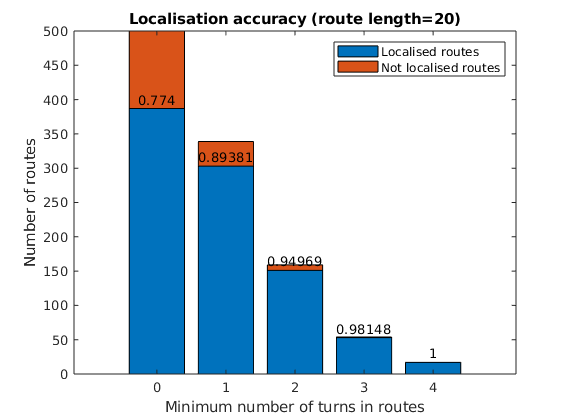 Localisation accuracy (route length=20)
Localised routes
Not localised routes
500
450
400
350
300
250
200
150
100
50
0
Number of routes
0.774
0.89381
0.94969
0.98148
1
0 1 2 3 4
Minimum number of turns in routes